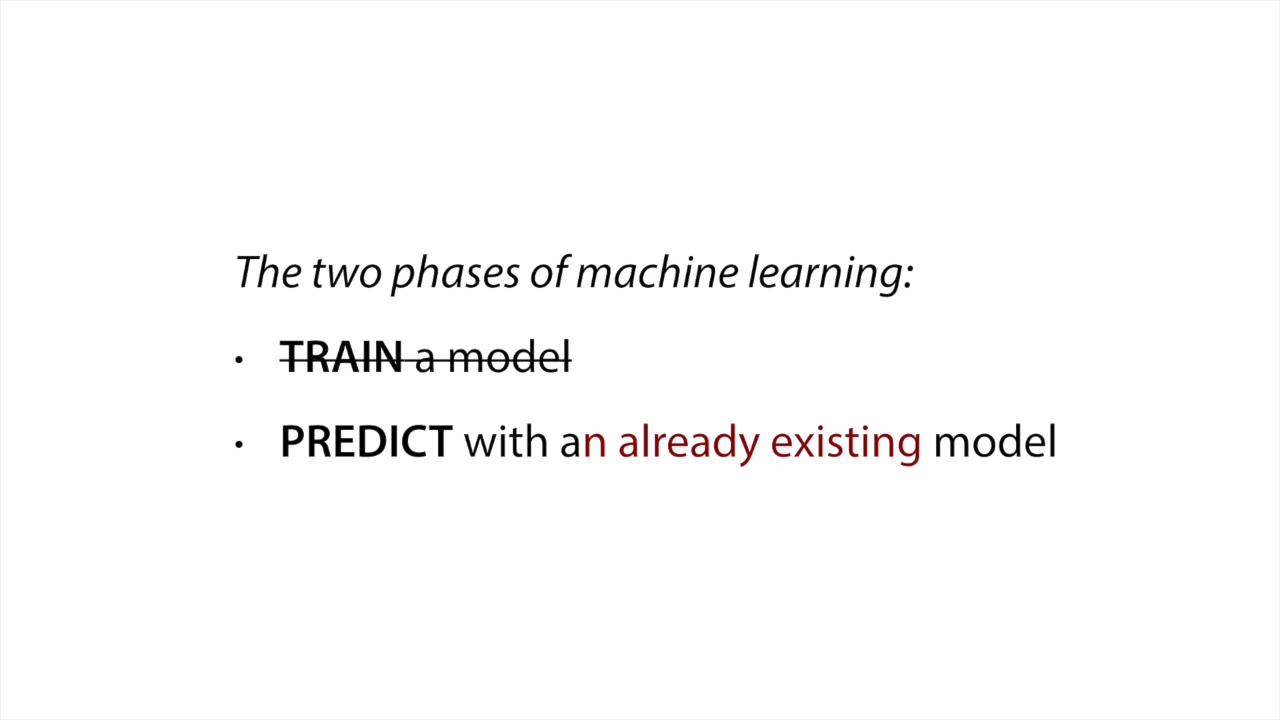 The two phases of machine learning:
• TRAIN a model
• PREDICT with an already existing model